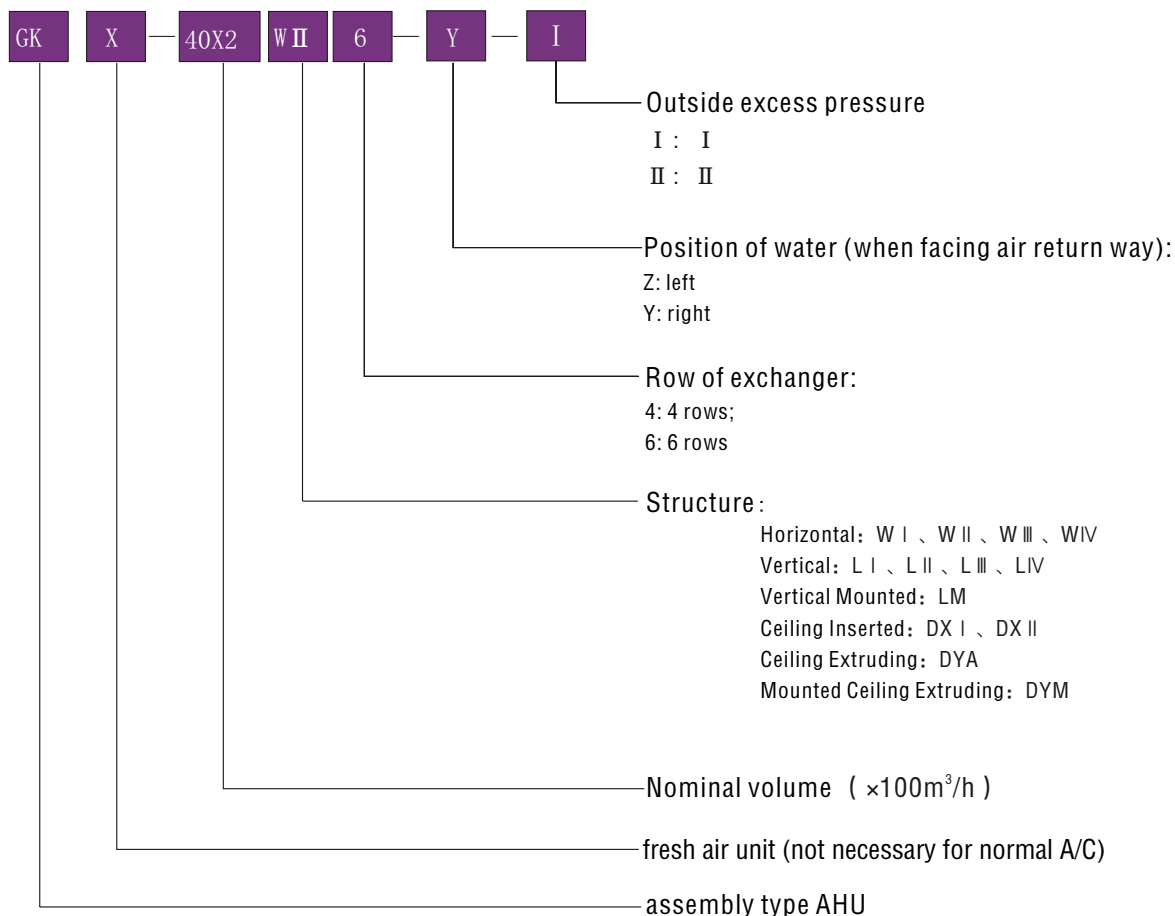 GK X — 40X2 WⅡ 6 — Y — Ⅰ
Outside excess pressure
Ⅰ: Ⅰ
Ⅱ: Ⅱ
Position of water (when facing air return way):
Z: left
Y: right
Row of exchanger:
4: 4 rows;
6: 6 rows
Structure:
Horizontal: WⅠ、WⅡ、WⅢ、WⅣ
Vertical: LⅠ、LⅡ、LⅢ、LⅣ
Vertical Mounted: LM
Ceiling Inserted: DXⅠ、DXⅡ
Ceiling Extruding: DYA
Mounted Ceiling Extruding: DYM
Nominal volume (×100m³/h)
fresh air unit (not necessary for normal A/C)
assembly type AHU